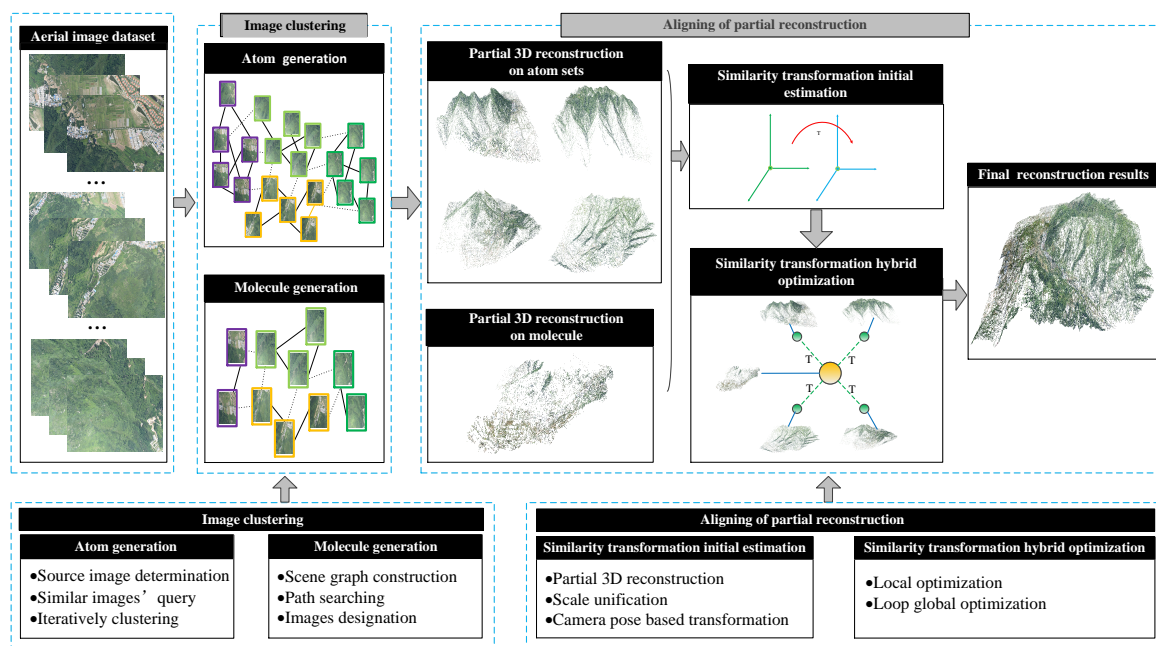 Aerial image dataset
...
...
Image clustering
Atom generation
Molecule generation
Aligning of partial reconstruction
Partial 3D reconstruction
on atom sets
Partial 3D reconstruction
on molecule
Similarity transformation initial
estimation
T
Similarity transformation hybrid
optimization
T
T
T
T
Final reconstruction results
Image clustering
Atom generation
●Source image determination
●Similar images’ query
●Iteratively clustering
Molecule generation
●Scene graph construction
●Path searching
●Images designation
Aligning of partial reconstruction
Similarity transformation initial estimation
●Partial 3D reconstruction
●Scale unification
●Camera pose based transformation
Similarity transformation hybrid optimization
●Local optimization
●Loop global optimization